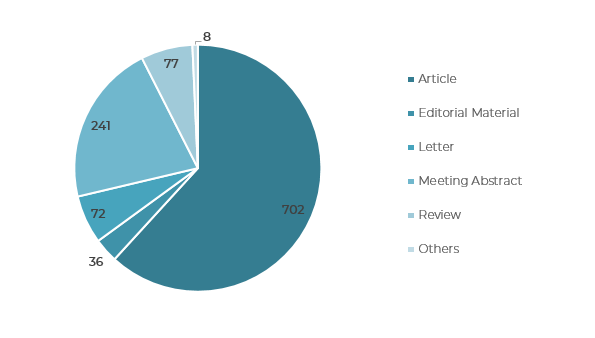 8
77
241
702
72
36
Article
Editorial Material
Letter
Meeting Abstract
Review
Others